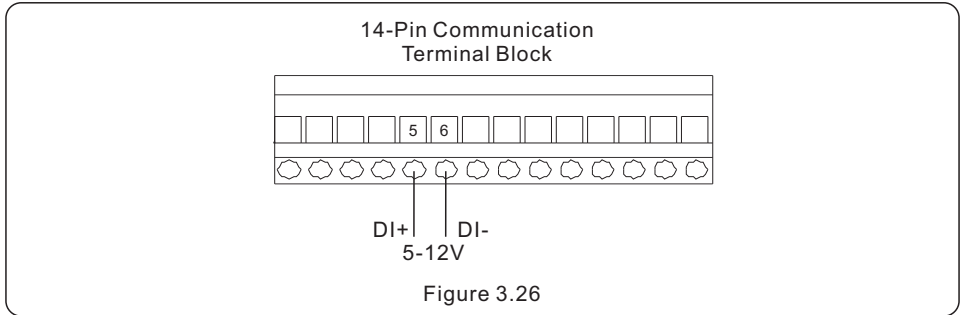 14-Pin Communication
Terminal Block
5 6
DI+ DI-
5-12V
Figure 3.26